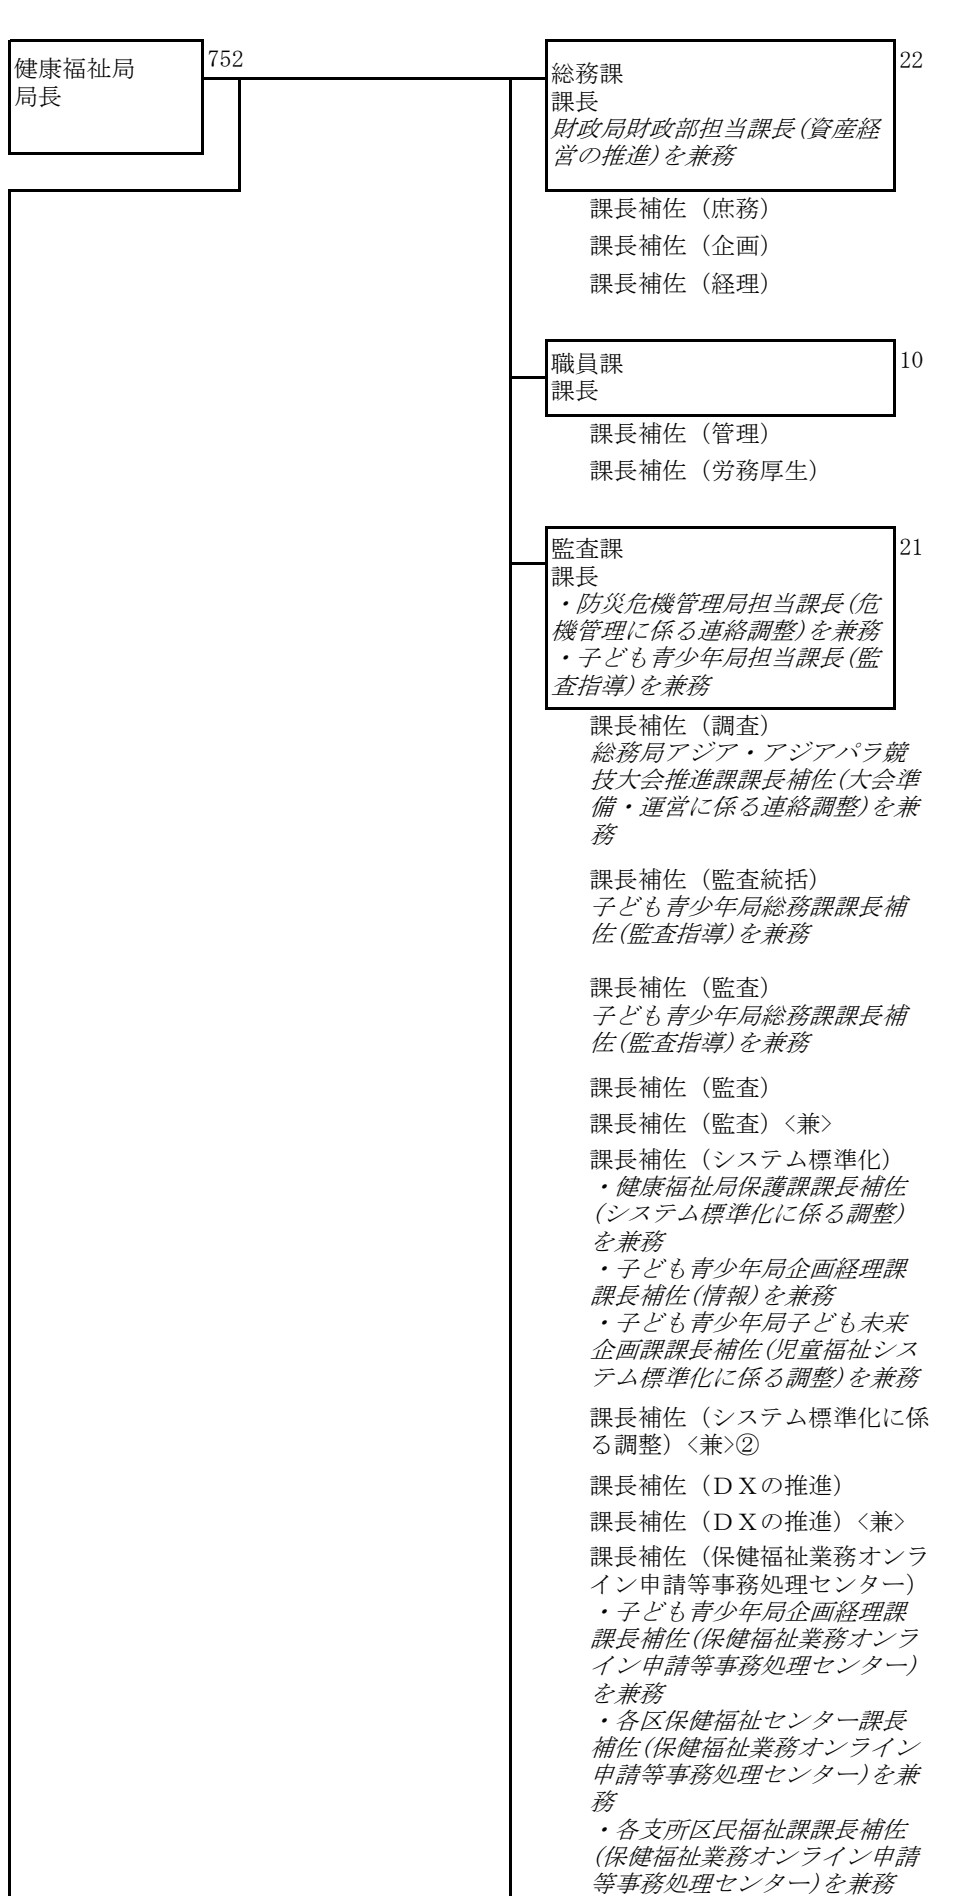 健康福祉局
局長
752
総務課
課長
財政局財政部担当課長(資産経
営の推進)を兼務
22
課長補佐（庶務）
課長補佐（企画）
課長補佐（経理）
職員課
課長
10
課長補佐（管理）
課長補佐（労務厚生）
監査課
課長
・防災危機管理局担当課長(危
機管理に係る連絡調整)を兼務
・子ども青少年局担当課長(監
査指導)を兼務
21
課長補佐（調査）
総務局アジア・アジアパラ競
技大会推進課課長補佐(大会準
備・運営に係る連絡調整)を兼
務
課長補佐（監査統括）
子ども青少年局総務課課長補
佐(監査指導)を兼務
課長補佐（監査）
子ども青少年局総務課課長補
佐(監査指導)を兼務
課長補佐（監査）
課長補佐（監査）<兼>
課長補佐（システム標準化）
・健康福祉局保護課課長補佐
(システム標準化に係る調整)
を兼務
・子ども青少年局企画経理課
課長補佐(情報)を兼務
・子ども青少年局子ども未来
企画課課長補佐(児童福祉シス
テム標準化に係る調整)を兼務
課長補佐（システム標準化に係
る調整）<兼>②
課長補佐（ＤＸの推進）
課長補佐（ＤＸの推進）<兼>
課長補佐（保健福祉業務オンラ
イン申請等事務処理センター）
・子ども青少年局企画経理課
課長補佐(保健福祉業務オンラ
イン申請等事務処理センター)
を兼務
・各区保健福祉センター課長
補佐(保健福祉業務オンライン
申請等事務処理センター)を兼
務
・各支所区民福祉課課長補佐
(保健福祉業務オンライン申請
等事務処理センター)を兼務